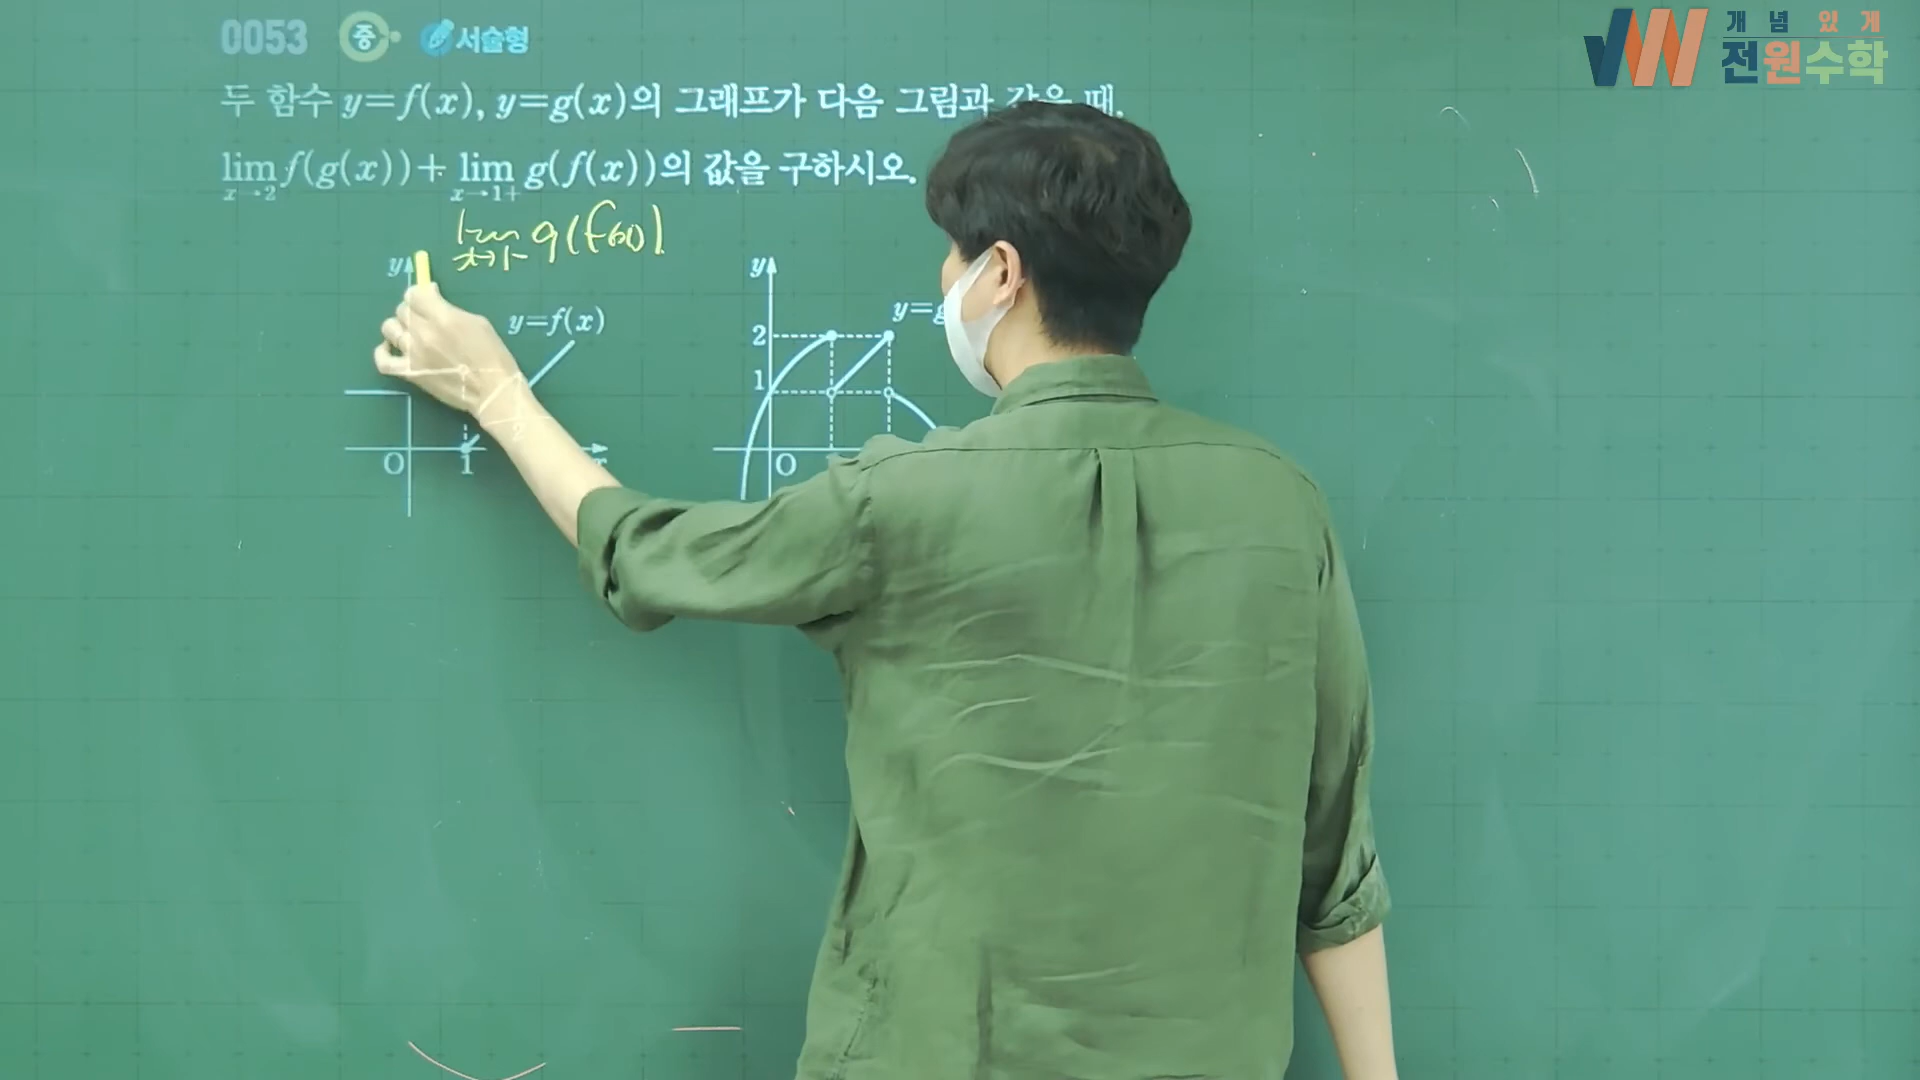 개념있게
전원수학
0053 중 서술형
두 함수 y=f(x), y=g(x)의 그래프가 다음 그림과 같을 때,
lim x→2 f(g(x))+ lim x→1+ g(f(x))의 값을 구하시오.
lim x→1- g(f(x))
y
y=f(x)
2
O
1
x
y
y=g
2
1
O